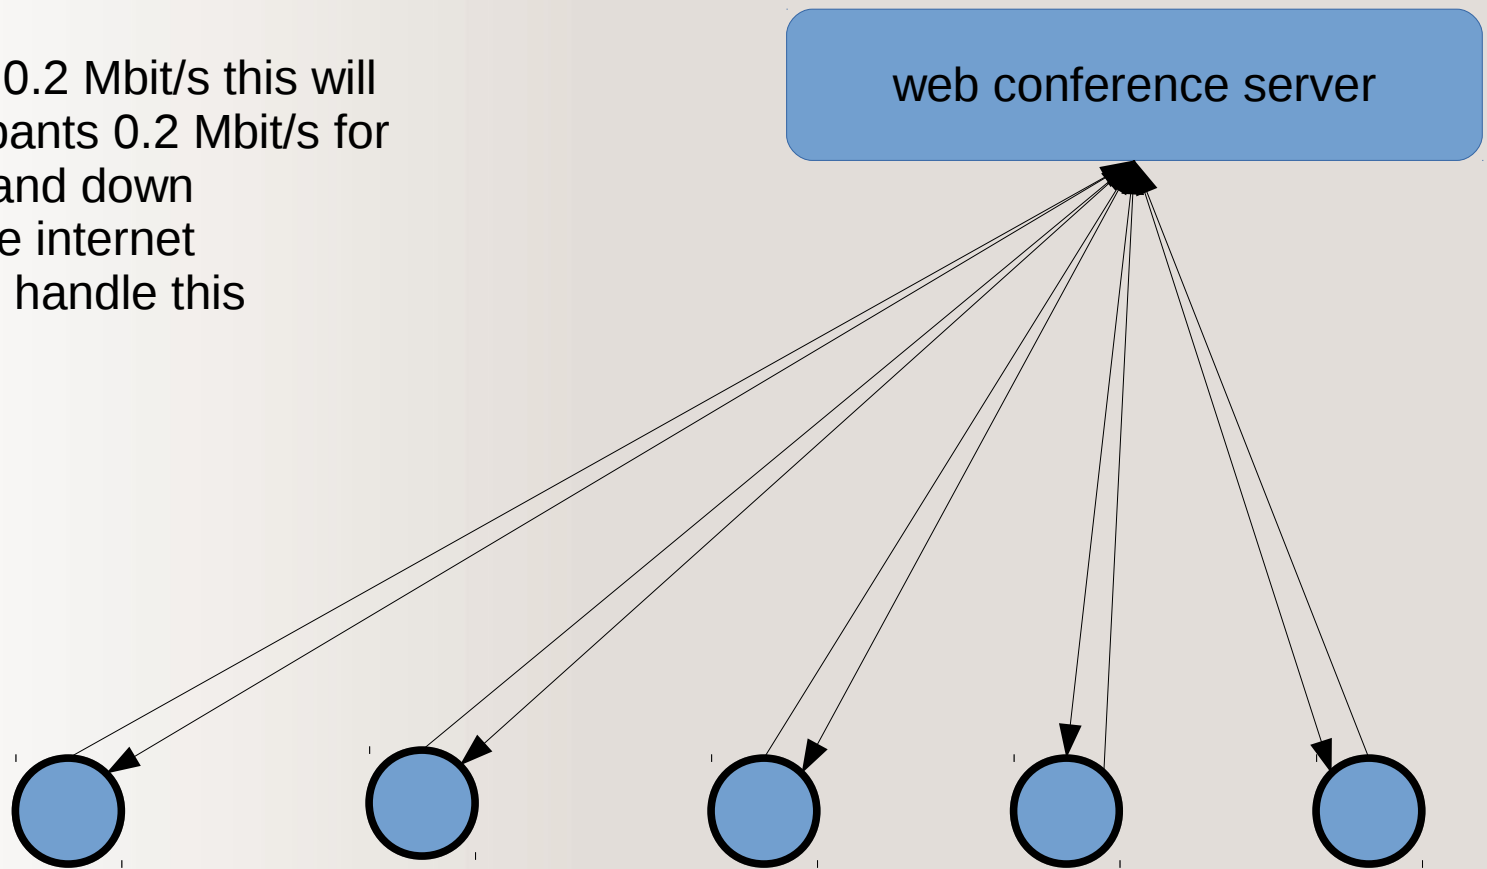 0.2 Mbit/s this will
pants 0.2 Mbit/s for
and down
e internet
handle this
web conference server